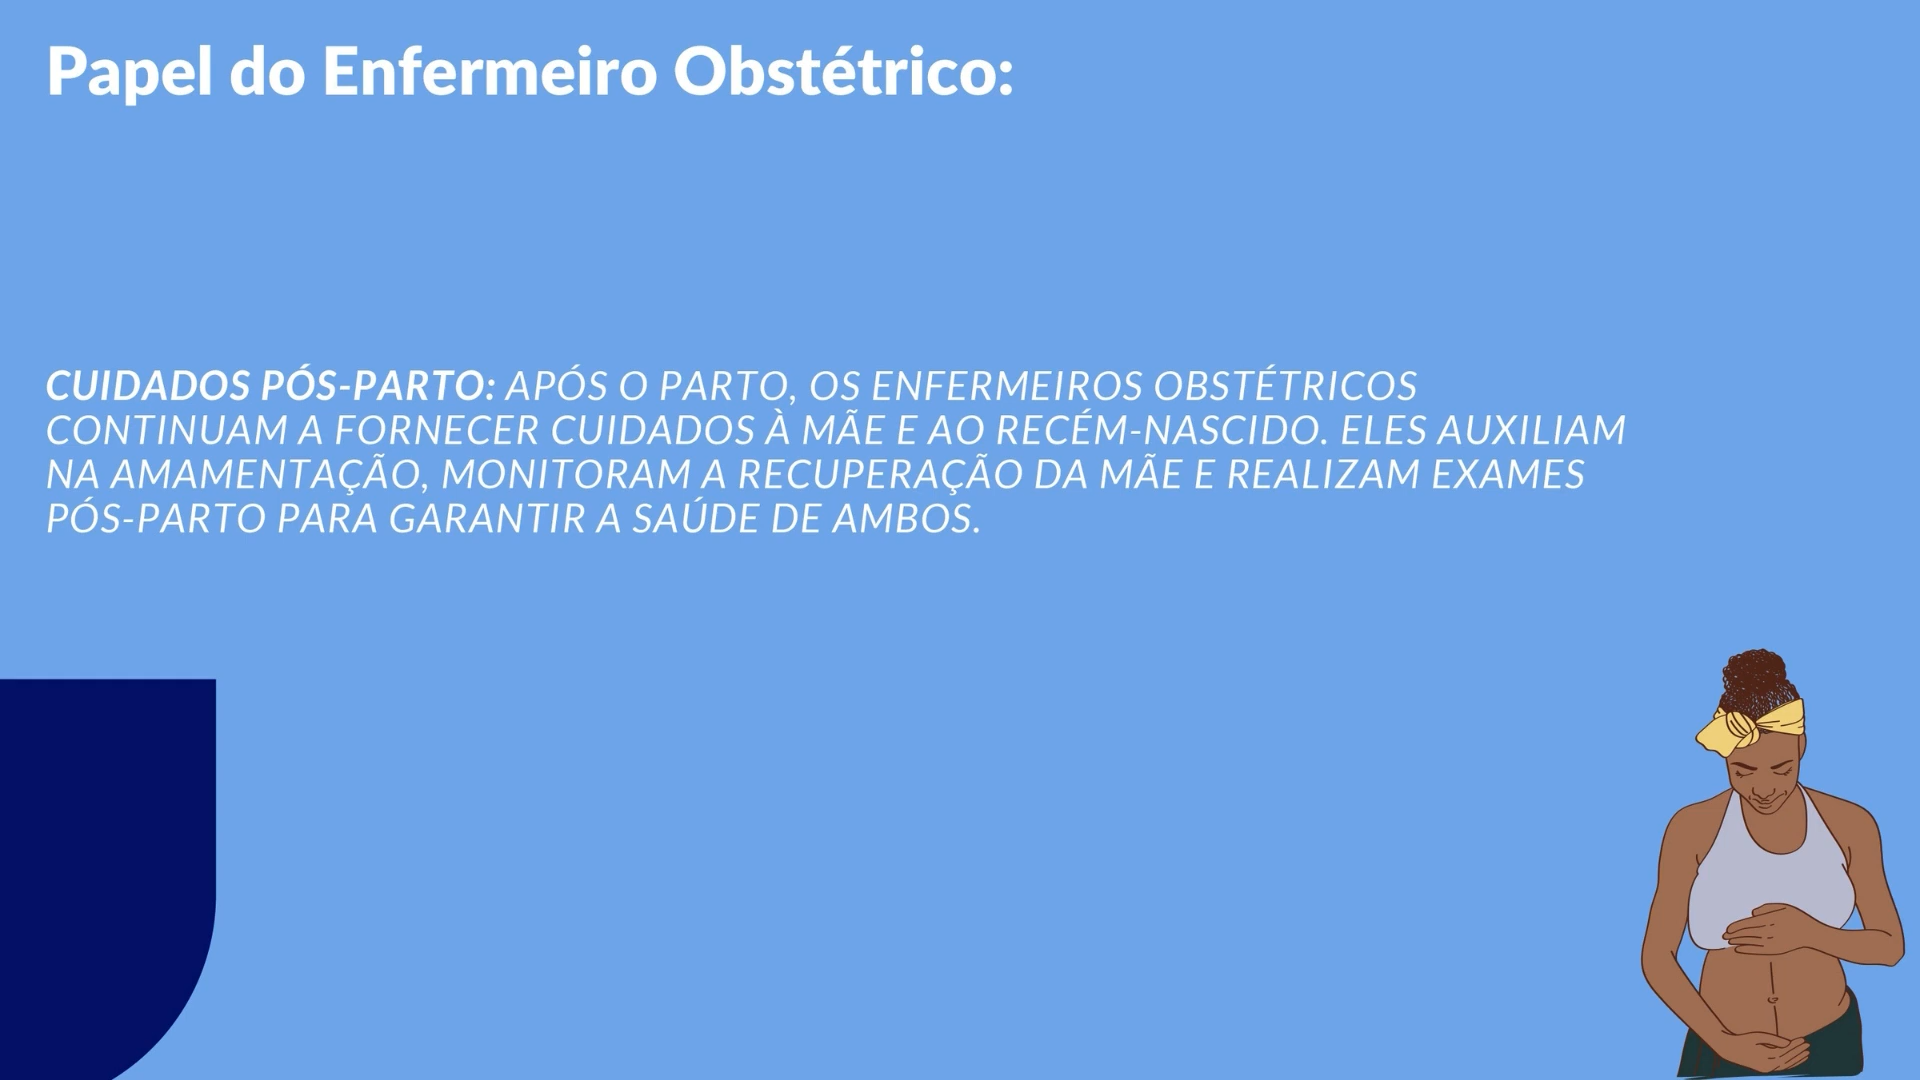 Papel do Enfermeiro Obstétrico:
CUIDADOS PÓS-PARTO: APÓS O PARTO, OS ENFERMEIROS OBSTÉTRICOS
CONTINUAM A FORNECER CUIDADOS À MÃE E AO RECÉM-NASCIDO. ELES AUXILIAM
NA AMAMENTAÇÃO, MONITORAM A RECUPERAÇÃO DA MÃE E REALIZAM EXAMES
PÓS-PARTO PARA GARANTIR A SAÚDE DE AMBOS.